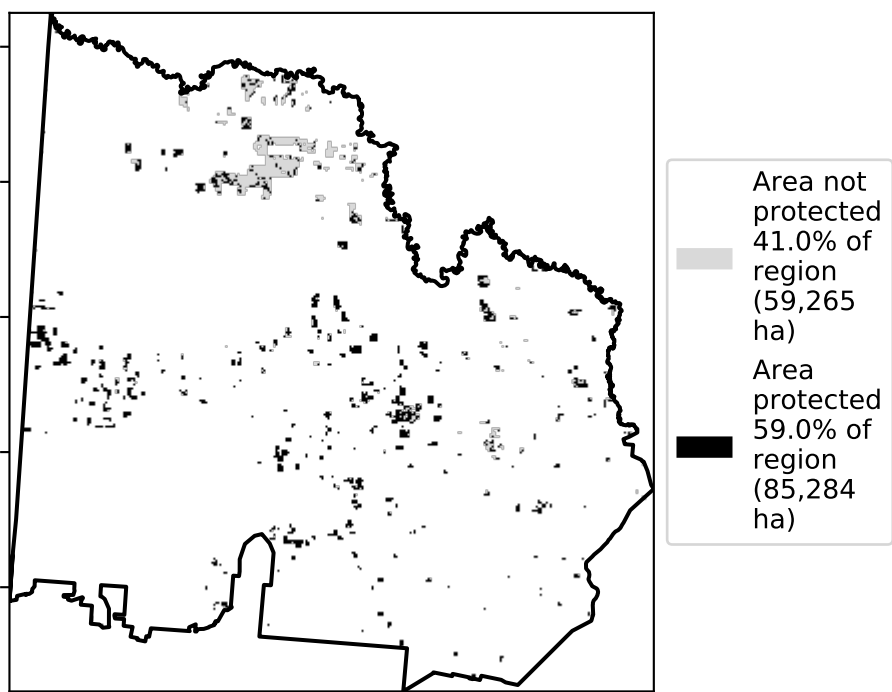 Area not
protected
41.0% of
region
(59,265
ha)
Area
protected
59.0% of
region
(85,284
ha)